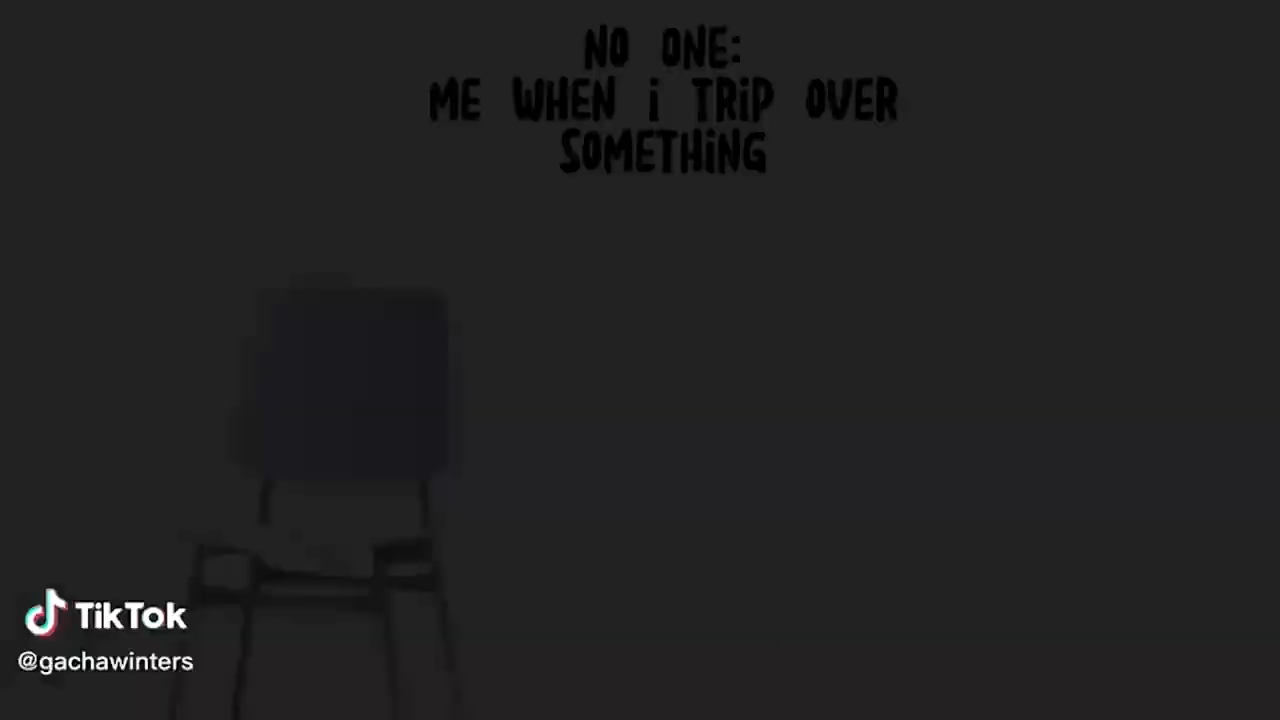 NO ONE:
ME WHEN i TRiP OVER
SOMETHiNG
TikTok
@gachawinters